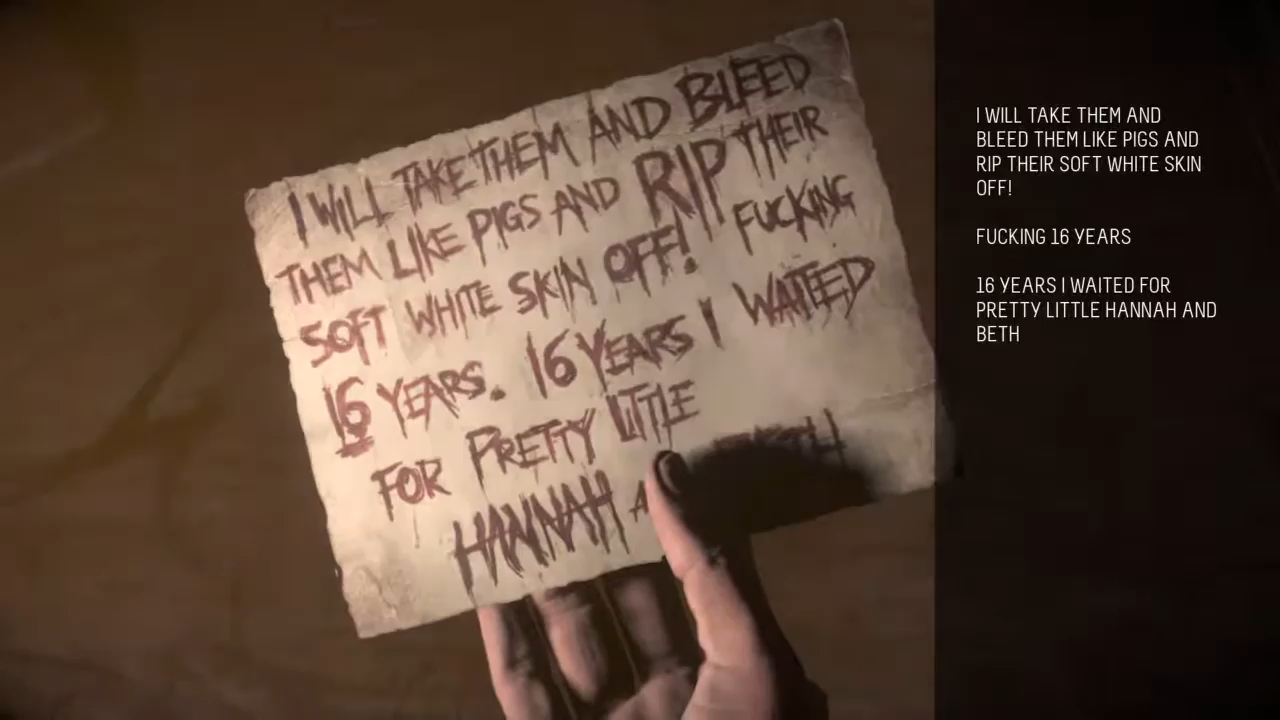 I WILL TAKE THEM AND BLEED
THEM LIKE PIGS AND RIP THEIR
SOFT WHITE SKIN OFF! FUCKING
16 YEARS. 16 YEARS I WAITED
FOR PRETTY LITTLE
HANNAH
I WILL TAKE THEM AND
BLEED THEM LIKE PIGS AND
RIP THEIR SOFT WHITE SKIN
OFF!
FUCKING 16 YEARS
16 YEARS I WAITED FOR
PRETTY LITTLE HANNAH AND
BETH